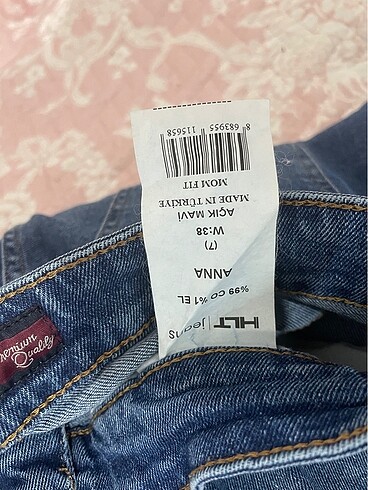 HLT jeans
%99 CO %1 EL
ANNA
(7)
W:38
AÇIK MAVİ
MADE IN TÜRKİYE
MOM FIT
8 683955 115658
Premium
Quality